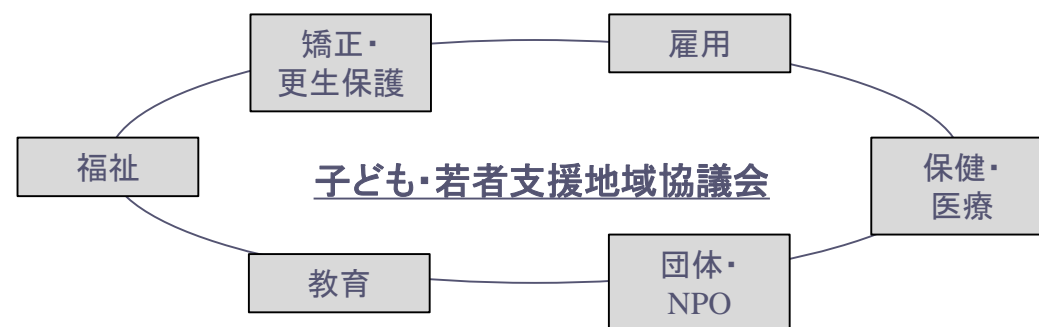 矯正・
更生保護
雇用
福祉
子ども・若者支援地域協議会
保健・
医療
教育
団体・
NPO